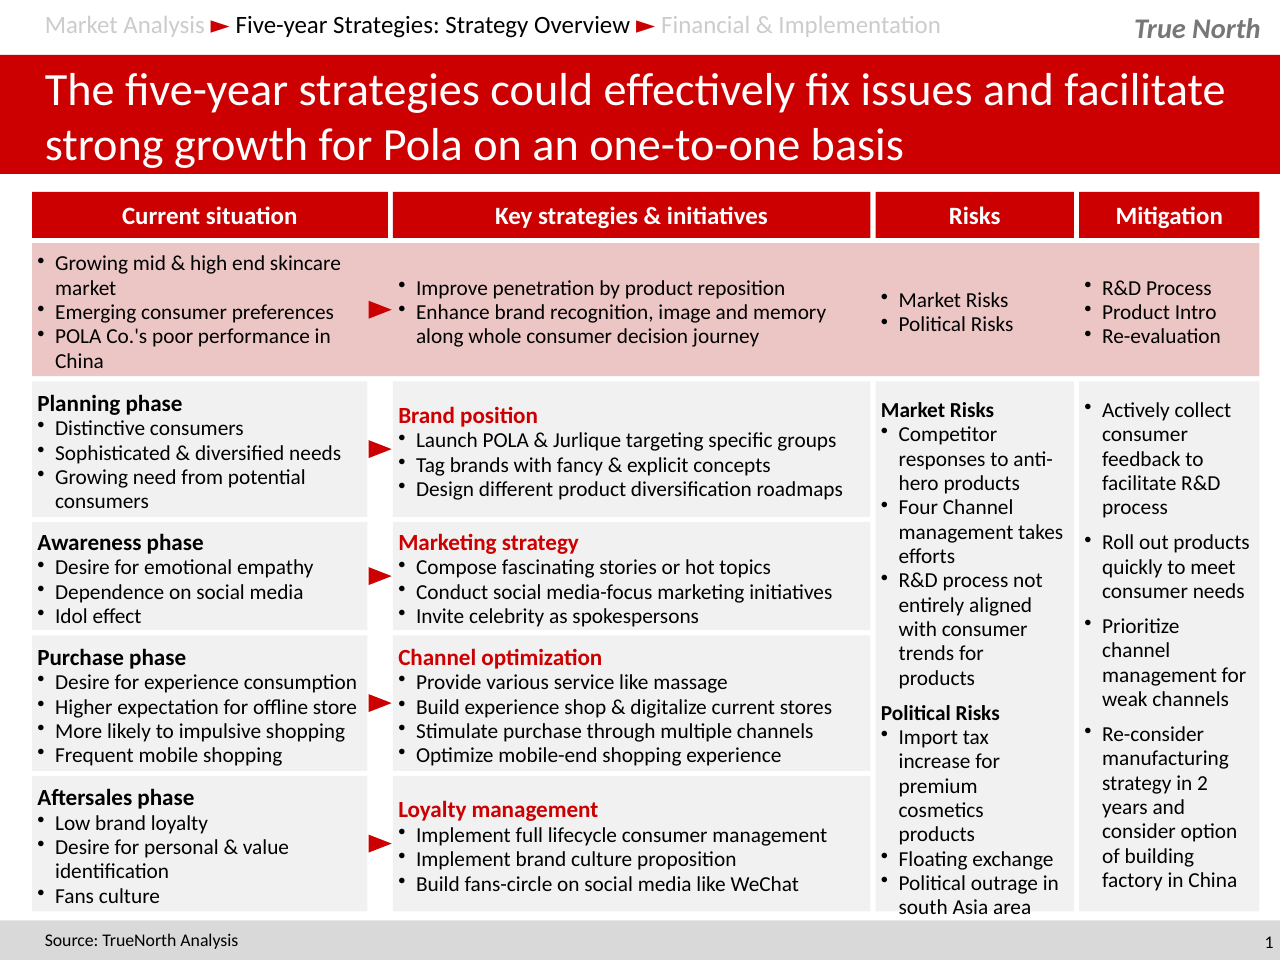 Market Analysis ► Five-year Strategies: Strategy Overview ► Financial & Implementation
True North
The five-year strategies could effectively fix issues and facilitate
strong growth for Pola on an one-to-one basis
Current situation
Key strategies & initiatives
Risks
Mitigation
• Growing mid & high end skincare
market
• Emerging consumer preferences
• POLA Co.'s poor performance in
China
• Improve penetration by product reposition
• Enhance brand recognition, image and memory
along whole consumer decision journey
• Market Risks
• Political Risks
• R&D Process
• Product Intro
• Re-evaluation
Planning phase
• Distinctive consumers
• Sophisticated & diversified needs
• Growing need from potential
consumers
Brand position
• Launch POLA & Jurlique targeting specific groups
• Tag brands with fancy & explicit concepts
• Design different product diversification roadmaps
Awareness phase
• Desire for emotional empathy
• Dependence on social media
• Idol effect
Marketing strategy
• Compose fascinating stories or hot topics
• Conduct social media-focus marketing initiatives
• Invite celebrity as spokespersons
Purchase phase
• Desire for experience consumption
• Higher expectation for offline store
• More likely to impulsive shopping
• Frequent mobile shopping
Channel optimization
• Provide various service like massage
• Build experience shop & digitalize current stores
• Stimulate purchase through multiple channels
• Optimize mobile-end shopping experience
Aftersales phase
• Low brand loyalty
• Desire for personal & value
identification
• Fans culture
Loyalty management
• Implement full lifecycle consumer management
• Implement brand culture proposition
• Build fans-circle on social media like WeChat
Market Risks
• Competitor
responses to anti-
hero products
• Four Channel
management takes
efforts
• R&D process not
entirely aligned
with consumer
trends for
products
Political Risks
• Import tax
increase for
premium
cosmetics
products
• Floating exchange
• Political outrage in
south Asia area
• Actively collect
consumer
feedback to
facilitate R&D
process
• Roll out products
quickly to meet
consumer needs
• Prioritize
channel
management for
weak channels
• Re-consider
manufacturing
strategy in 2
years and
consider option
of building
factory in China
Source: TrueNorth Analysis
1